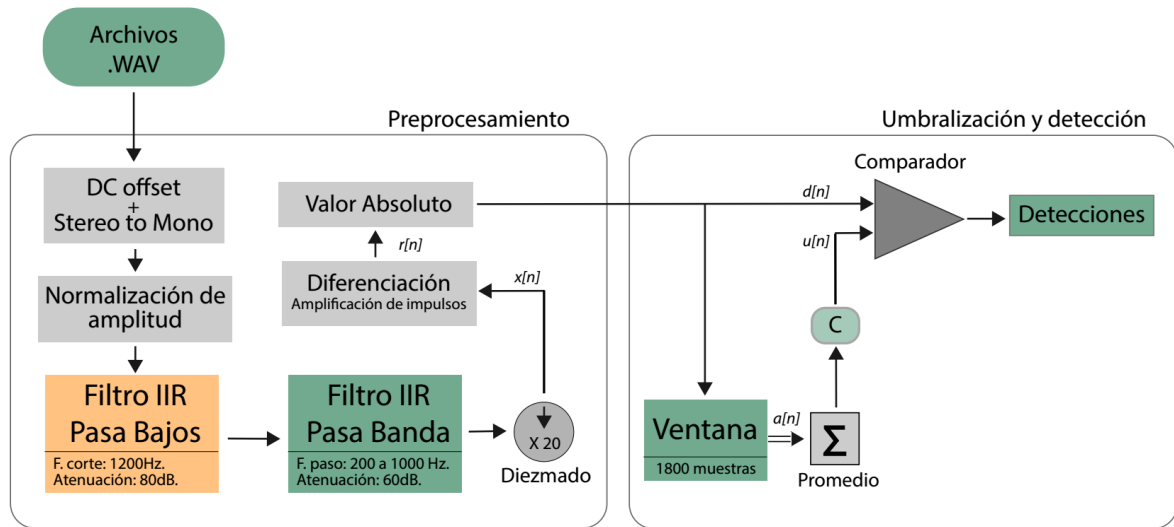 Archivos
.WAV
Preprocesamiento
DC offset
+
Stereo to Mono
Normalización de
amplitud
Filtro IIR
Pasa Bajos
F. corte: 1200Hz.
Atenuación: 80dB.
Filtro IIR
Pasa Banda
F. paso: 200 a 1000 Hz.
Atenuación: 60dB.
X 20
Diezmado
x[n]
Diferenciación
Amplificación de impulsos
r[n]
Valor Absoluto
Umbralización y detección
Comparador
d[n]
u[n]
Detecciones
C
Ventana
1800 muestras
a[n]
Σ
Promedio